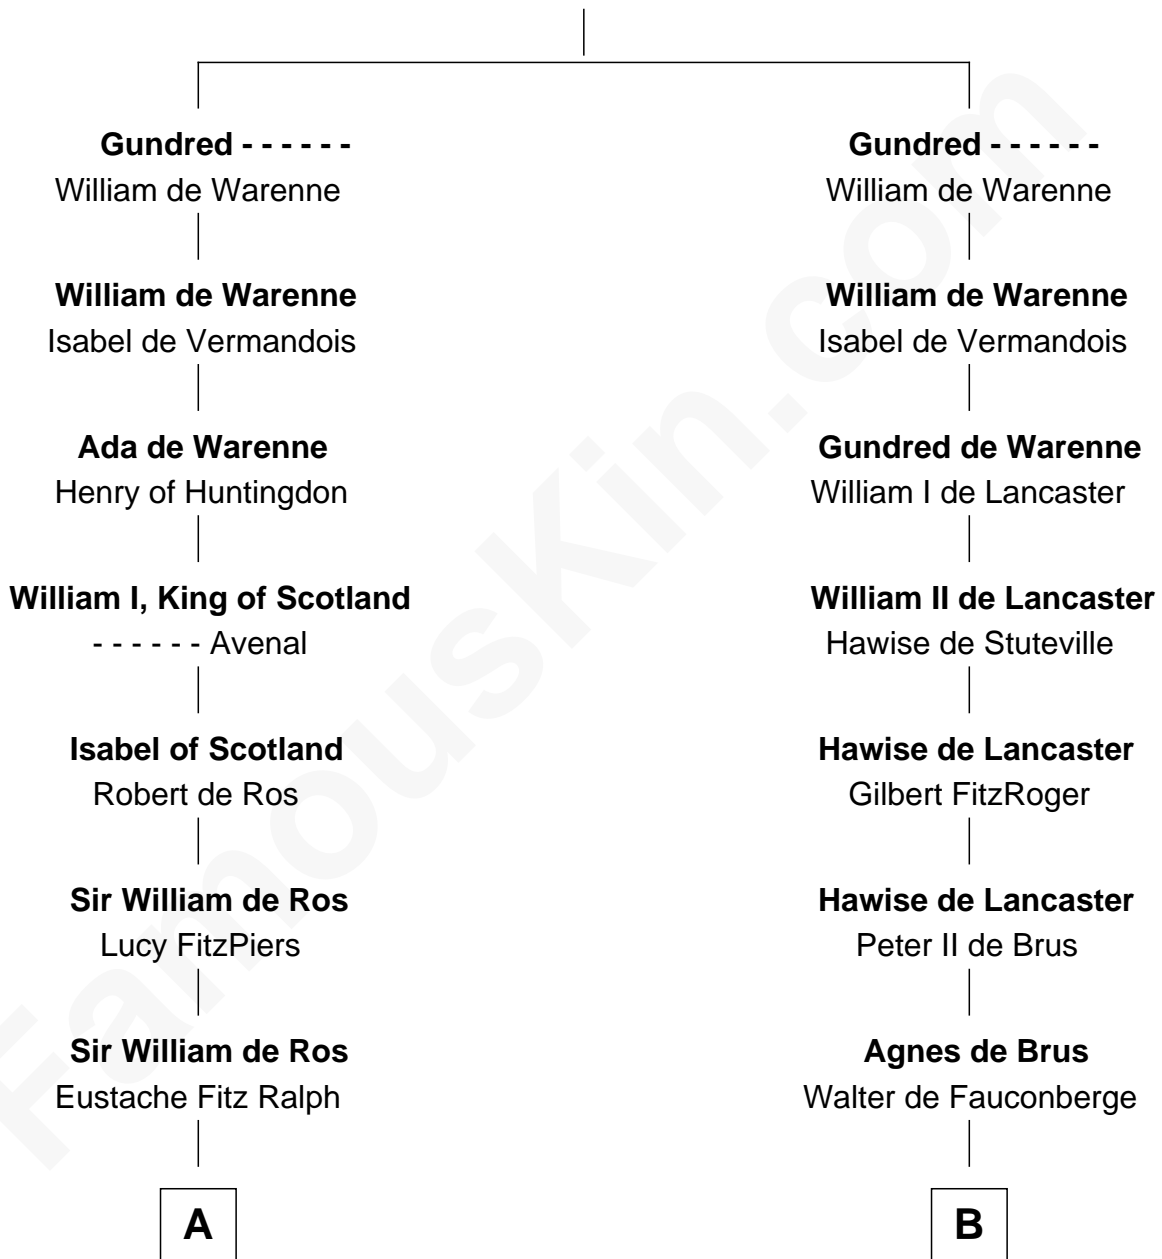 Gundred - - - - - -
William de Warenne
William de Warenne
Isabel de Vermandois
Ada de Warenne
Henry of Huntingdon
William I, King of Scotland
- - - - - - Avenal
Isabel of Scotland
Robert de Ros
Sir William de Ros
Lucy FitzPiers
Sir William de Ros
Eustache Fitz Ralph
A
Gundred - - - - - -
William de Warenne
William de Warenne
Isabel de Vermandois
Gundred de Warenne
William I de Lancaster
William II de Lancaster
Hawise de Stuteville
Hawise de Lancaster
Gilbert FitzRoger
Hawise de Lancaster
Peter II de Brus
Agnes de Brus
Walter de Fauconberge
B
FamousKin.com